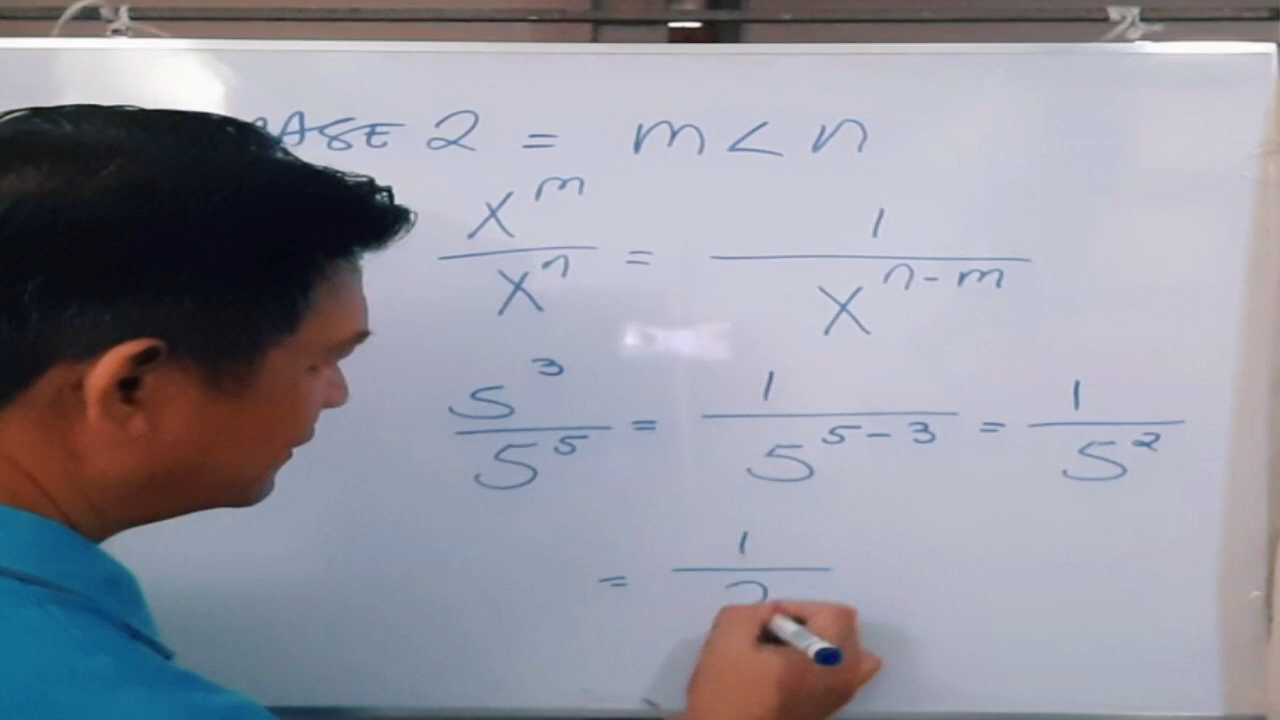 CASE 2 = m < n
x^m / x^n = 1 / x^(n-m)
5^3 / 5^5 = 1 / 5^(5-3) = 1 / 5^2
= 1 / 2